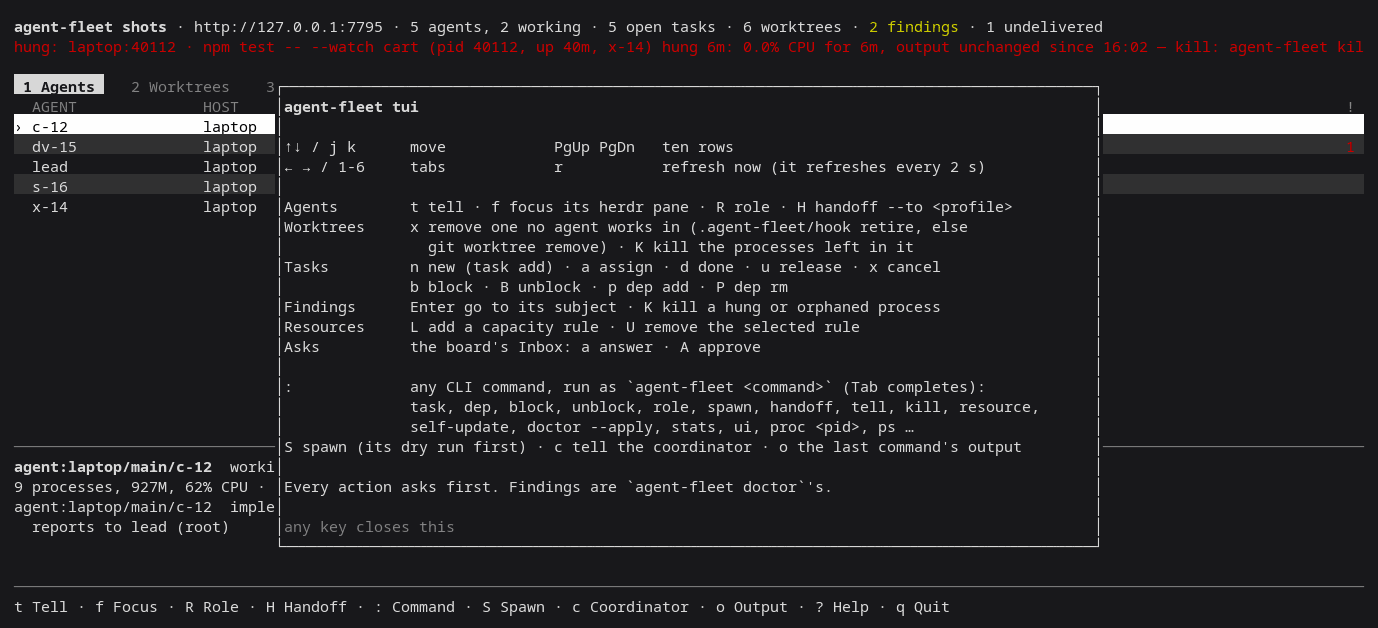 agent-fleet shots · http://127.0.0.1:7795 · 5 agents, 2 working · 5 open tasks · 6 worktrees · 2 findings · 1 undelivered
hung: laptop:40112 · npm test -- --watch cart (pid 40112, up 40m, x-14) hung 6m: 0.0% CPU for 6m, output unchanged since 16:02 — kill: agent-fleet kil
1 Agents 2 Worktrees 3
AGENT HOST !
› c-12 laptop
dv-15 laptop 1
lead laptop
s-16 laptop
x-14 laptop
agent-fleet tui
↑↓ / j k move PgUp PgDn ten rows
← → / 1-6 tabs r refresh now (it refreshes every 2 s)
Agents t tell · f focus its herdr pane · R role · H handoff --to <profile>
Worktrees x remove one no agent works in (.agent-fleet/hook retire, else
git worktree remove) · K kill the processes left in it
Tasks n new (task add) · a assign · d done · u release · x cancel
b block · B unblock · p dep add · P dep rm
Findings Enter go to its subject · K kill a hung or orphaned process
Resources L add a capacity rule · U remove the selected rule
Asks the board's Inbox: a answer · A approve
: any CLI command, run as `agent-fleet <command>` (Tab completes):
task, dep, block, unblock, role, spawn, handoff, tell, kill, resource,
self-update, doctor --apply, stats, ui, proc <pid>, ps …
S spawn (its dry run first) · c tell the coordinator · o the last command's output
Every action asks first. Findings are `agent-fleet doctor`'s.
any key closes this
agent:laptop/main/c-12 worki
9 processes, 927M, 62% CPU ·
agent:laptop/main/c-12 imple
reports to lead (root)
t Tell · f Focus · R Role · H Handoff · : Command · S Spawn · c Coordinator · o Output · ? Help · q Quit